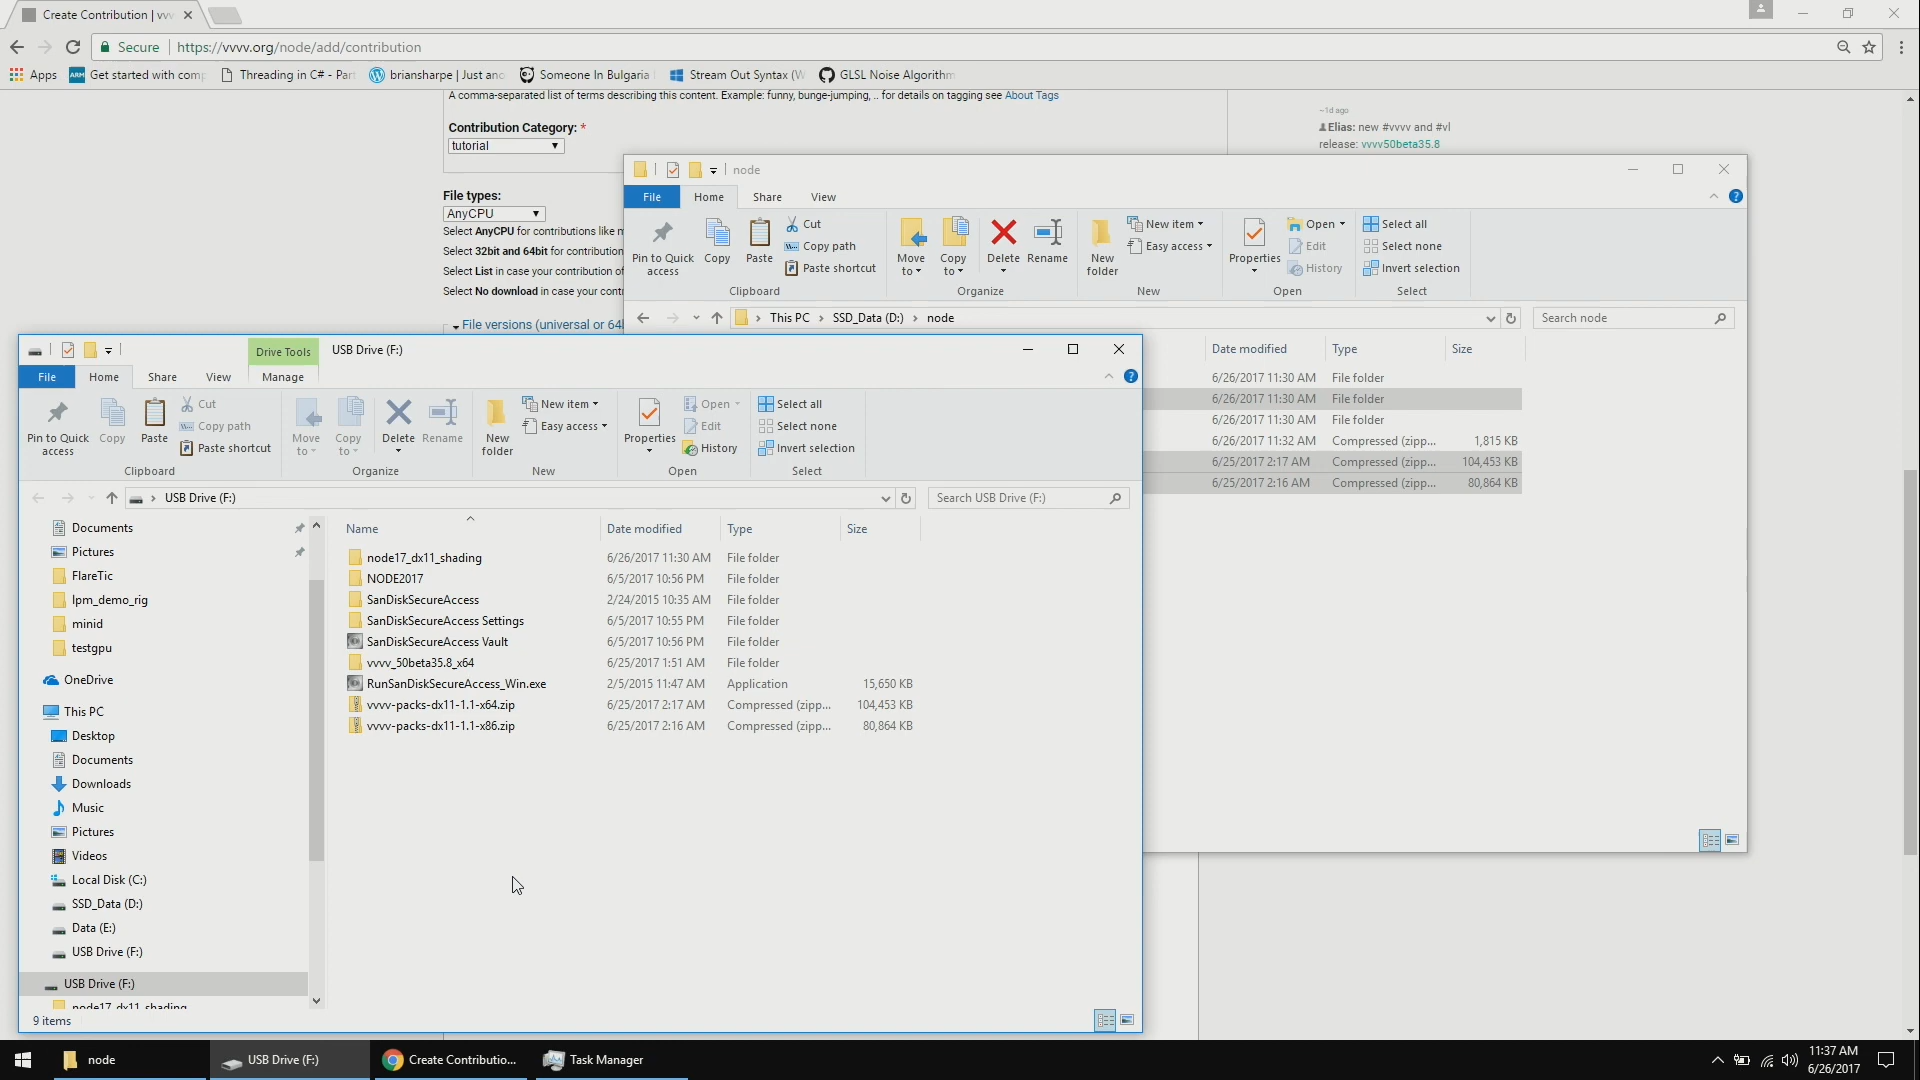 Create Contribution | vvv
Secure | https://vvvv.org/node/add/contribution
Apps
Get started with comp
Threading in C# - Part
briansharpe | Just ano
Someone In Bulgaria
Stream Out Syntax (W
GLSL Noise Algorithm
A comma-separated list of terms describing this content. Example: funny, bunge-jumping, .. for details on tagging see About Tags
Contribution Category: *
tutorial
File types:
AnyCPU
Select AnyCPU for contributions like
Select 32bit and 64bit for contribution
Select List in case your contribution of
Select No download in case your cont
File versions (universal or 64
~1d ago
Elias: new #vvvv and #vl
release: vvvv50beta35.8
node
File
Home
Share
View
Pin to Quick access
Copy
Paste
Cut
Copy path
Paste shortcut
Clipboard
Move to
Copy to
Delete
Rename
Organize
New folder
New item
Easy access
New
Properties
Open
Edit
History
Open
Select all
Select none
Invert selection
Select
This PC > SSD_Data (D:) > node
Search node
Date modified Type Size
6/26/2017 11:30 AM File folder
6/26/2017 11:30 AM File folder
6/26/2017 11:30 AM File folder
6/26/2017 11:32 AM Compressed (zipp... 1,815 KB
6/25/2017 2:17 AM Compressed (zipp... 104,453 KB
6/25/2017 2:16 AM Compressed (zipp... 80,864 KB
Drive Tools
USB Drive (F:)
File
Home
Share
View
Manage
Pin to Quick access
Copy
Paste
Cut
Copy path
Paste shortcut
Clipboard
Move to
Copy to
Delete
Rename
Organize
New folder
New item
Easy access
New
Properties
Open
Edit
History
Open
Select all
Select none
Invert selection
Select
USB Drive (F:)
Search USB Drive (F:)
Documents
Pictures
FlareTic
lpm_demo_rig
minid
testgpu
OneDrive
This PC
Desktop
Documents
Downloads
Music
Pictures
Videos
Local Disk (C:)
SSD_Data (D:)
Data (E:)
USB Drive (F:)
USB Drive (F:)
node17_dx11_shading
Name Date modified Type Size
node17_dx11_shading 6/26/2017 11:30 AM File folder
NODE2017 6/5/2017 10:56 PM File folder
SanDiskSecureAccess 2/24/2015 10:35 AM File folder
SanDiskSecureAccess Settings 6/5/2017 10:55 PM File folder
SanDiskSecureAccess Vault 6/5/2017 10:56 PM File folder
vvvv_50beta35.8_x64 6/25/2017 1:51 AM File folder
RunSanDiskSecureAccess_Win.exe 2/5/2015 11:47 AM Application 15,650 KB
vvvv-packs-dx11-1.1-x64.zip 6/25/2017 2:17 AM Compressed (zipp... 104,453 KB
vvvv-packs-dx11-1.1-x86.zip 6/25/2017 2:16 AM Compressed (zipp... 80,864 KB
9 items
node
USB Drive (F:)
Create Contributio...
Task Manager
11:37 AM
6/26/2017